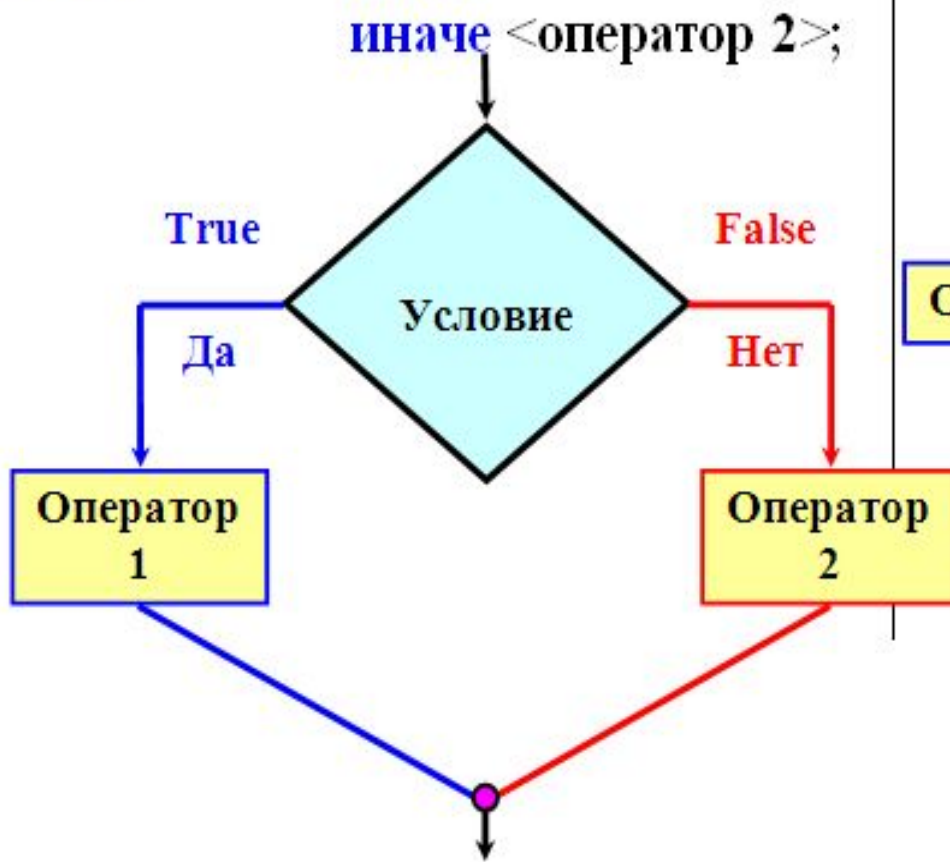 иначе <оператор 2>;
True
False
Условие
Да
Нет
Оператор
1
Оператор
2